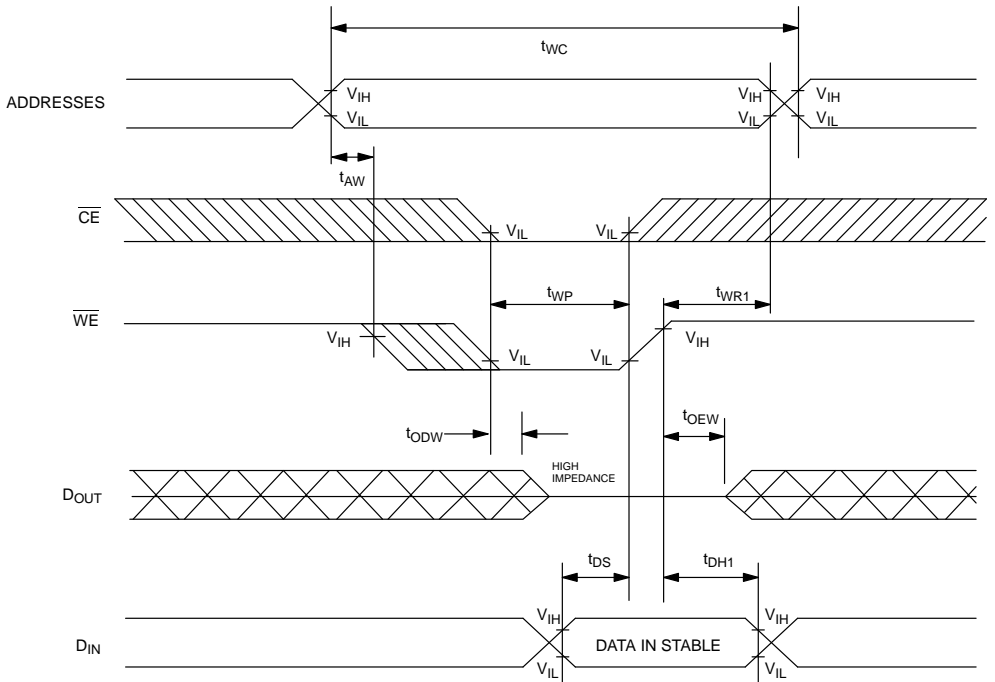 tWC
ADDRESSES
VIH VIH VIH
VIL VIL VIL
tAW
CE
VIL VIL
tWP tWR1
WE
VIH VIH
VIL VIL
tOEW
tODW
HIGH
IMPEDANCE
DOUT
tDS tDH1
VIH VIH
DIN DATA IN STABLE
VIL VIL